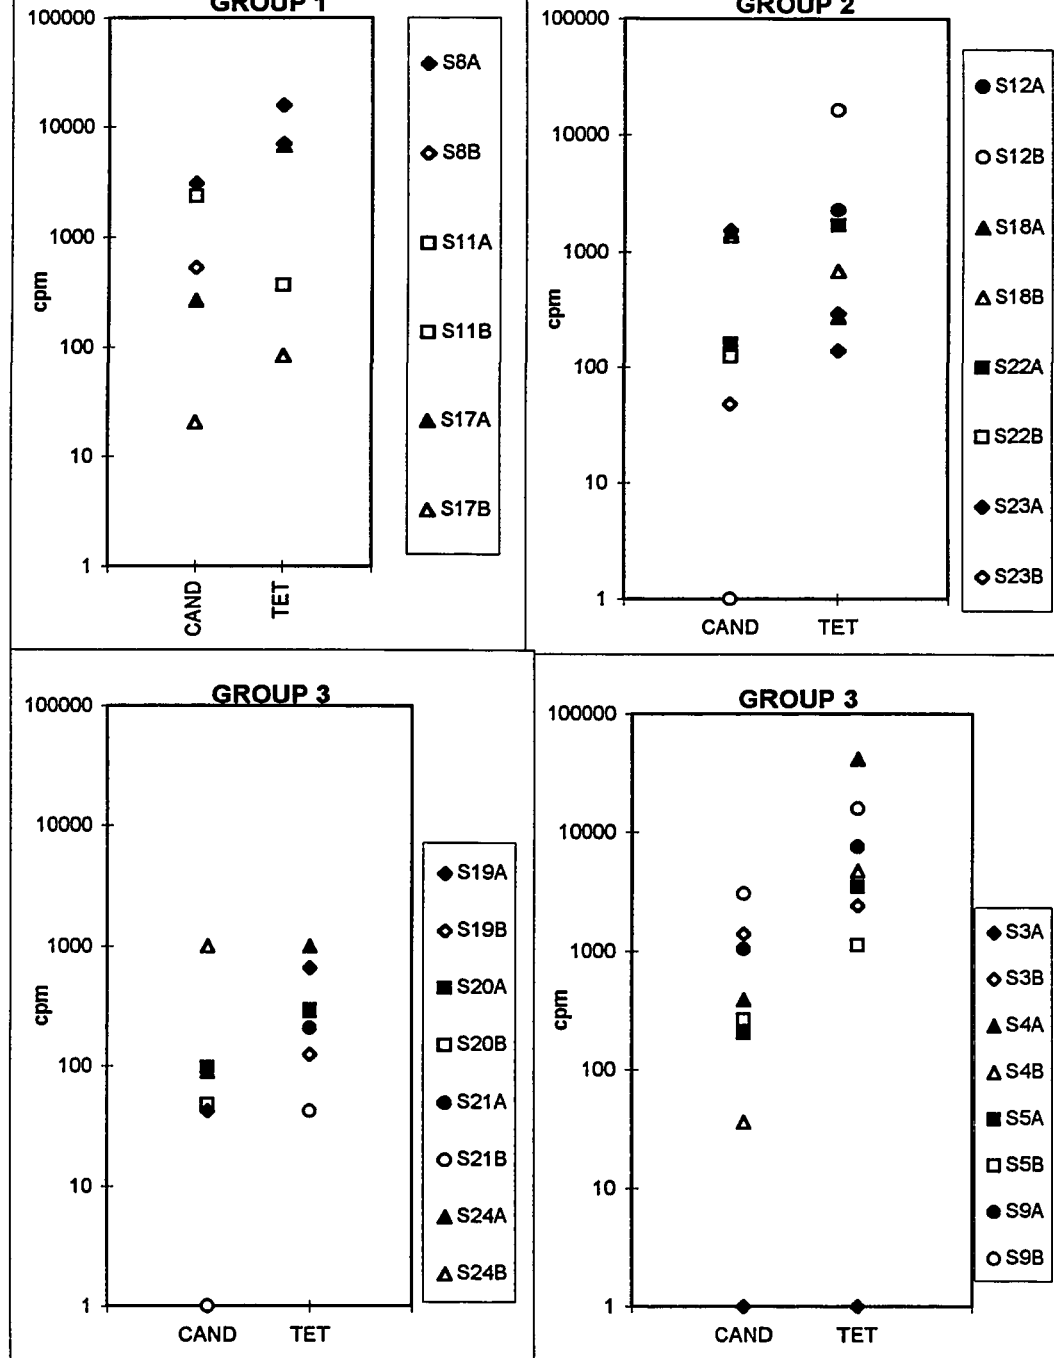 GROUP 1
100000
10000
1000
100
10
1
cpm
CAND
TET
S8A
S8B
S11A
S11B
S17A
S17B
GROUP 2
100000
10000
1000
100
10
1
cpm
CAND TET
S12A
S12B
S18A
S18B
S22A
S22B
S23A
S23B
GROUP 3
100000
10000
1000
100
10
1
cpm
CAND TET
S19A
S19B
S20A
S20B
S21A
S21B
S24A
S24B
GROUP 3
100000
10000
1000
100
10
1
cpm
CAND TET
S3A
S3B
S4A
S4B
S5A
S5B
S9A
S9B